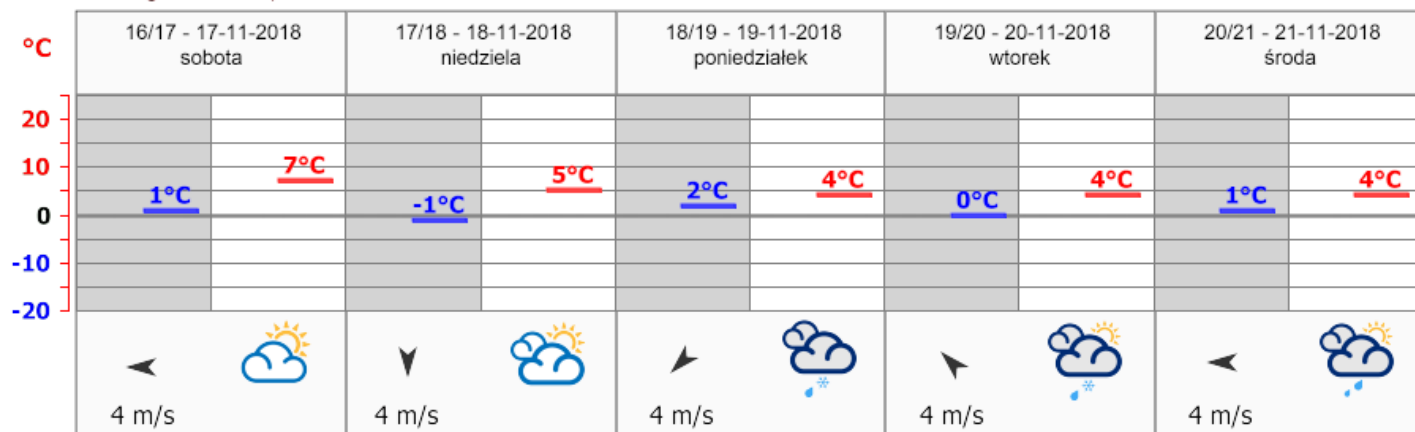 °C
16/17 - 17-11-2018
sobota
17/18 - 18-11-2018
niedziela
18/19 - 19-11-2018
poniedziałek
19/20 - 20-11-2018
wtorek
20/21 - 21-11-2018
środa
20
10
0
-10
-20
1°C
7°C
-1°C
5°C
2°C
4°C
0°C
4°C
1°C
4°C
4 m/s
4 m/s
4 m/s
4 m/s
4 m/s